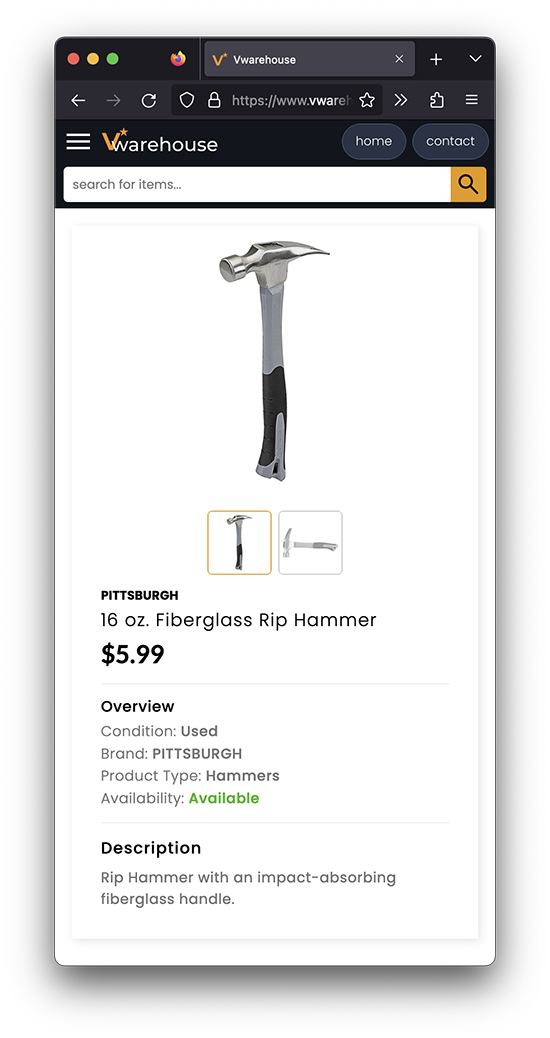 Vwarehouse
https://www.vwareh
Vwarehouse
home
contact
search for items...
PITTSBURGH
16 oz. Fiberglass Rip Hammer
$5.99
Overview
Condition: Used
Brand: PITTSBURGH
Product Type: Hammers
Availability: Available
Description
Rip Hammer with an impact-absorbing
fiberglass handle.